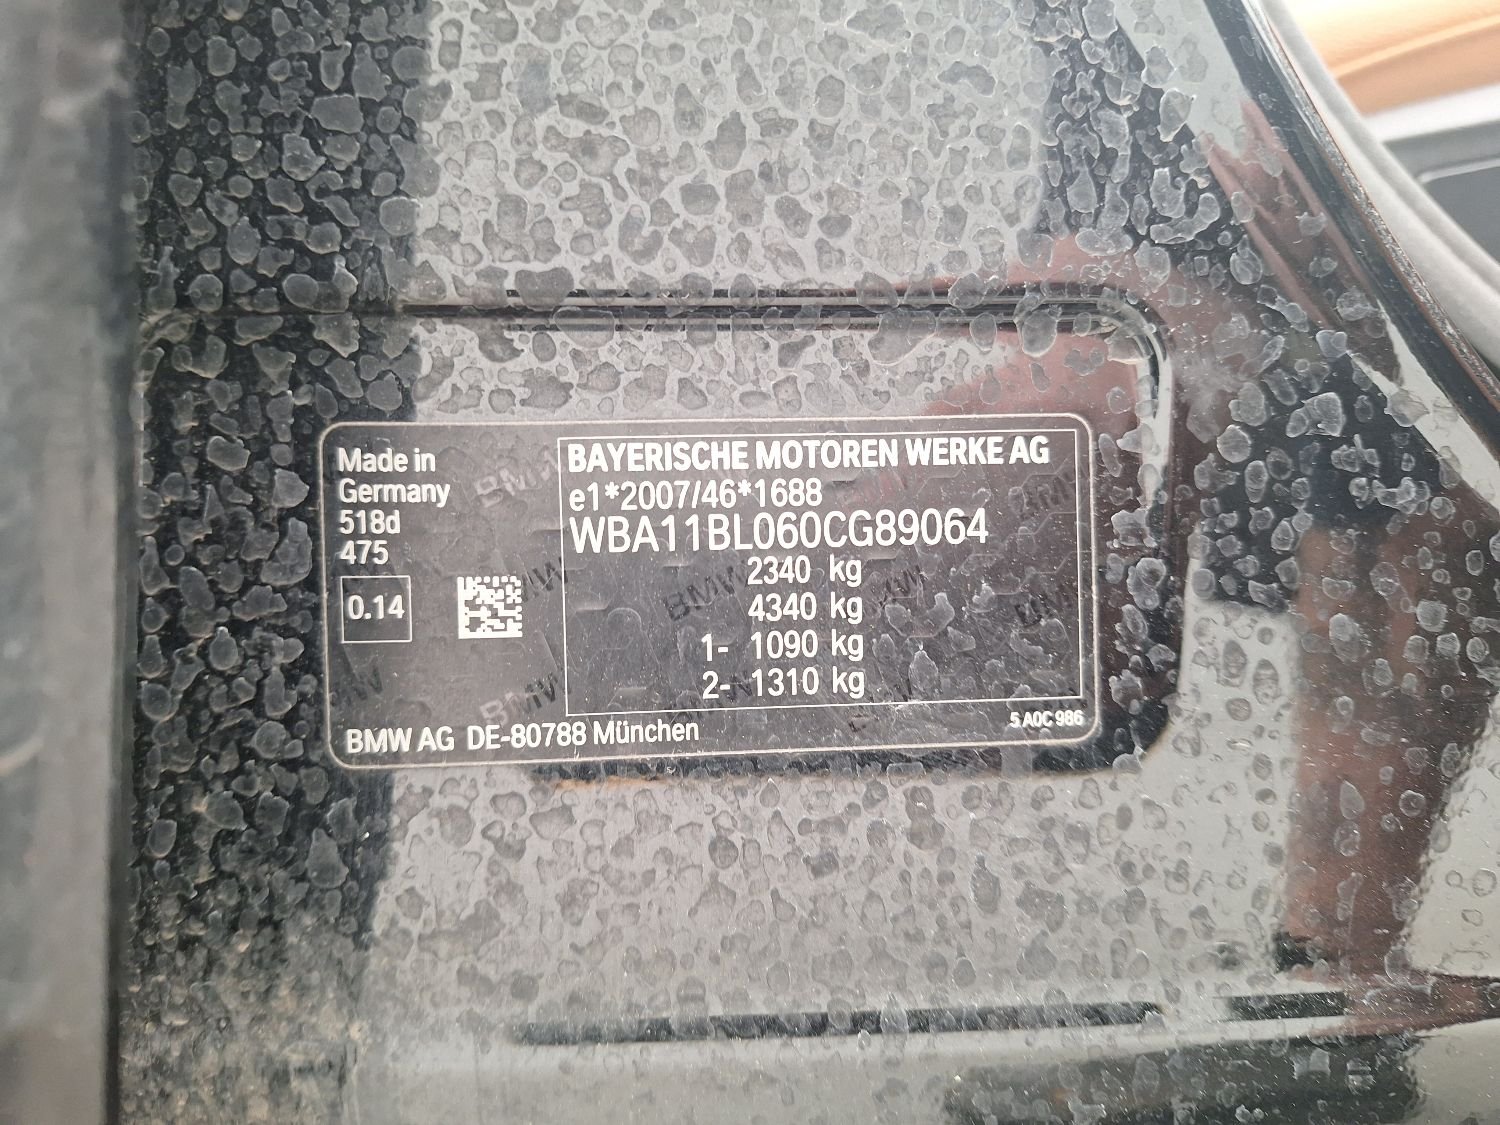 Made in
Germany
518d
475
0.14
BAYERISCHE MOTOREN WERKE AG
e1*2007/46*1688
WBA11BL060CG89064
2340 kg
4340 kg
1- 1090 kg
2- 1310 kg
BMW AG DE-80788 München
5 A0C 986